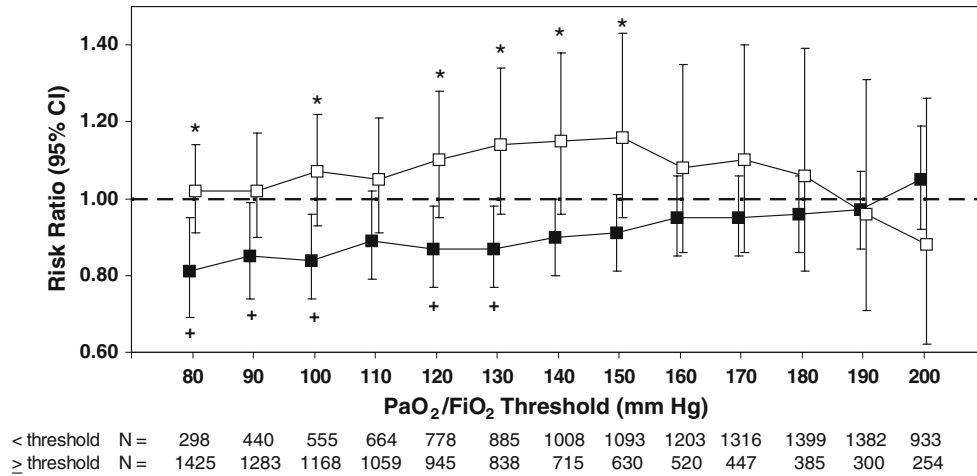 1.40
1.20
1.00
0.80
0.60
Risk Ratio (95% CI)
* * * * * *
+ + + + +
80 90 100 110 120 130 140 150 160 170 180 190 200
PaO2/FiO2 Threshold (mm Hg)
< threshold N = 298 440 555 664 778 885 1008 1093 1203 1316 1399 1382 933
≥ threshold N = 1425 1283 1168 1059 945 838 715 630 520 447 385 300 254